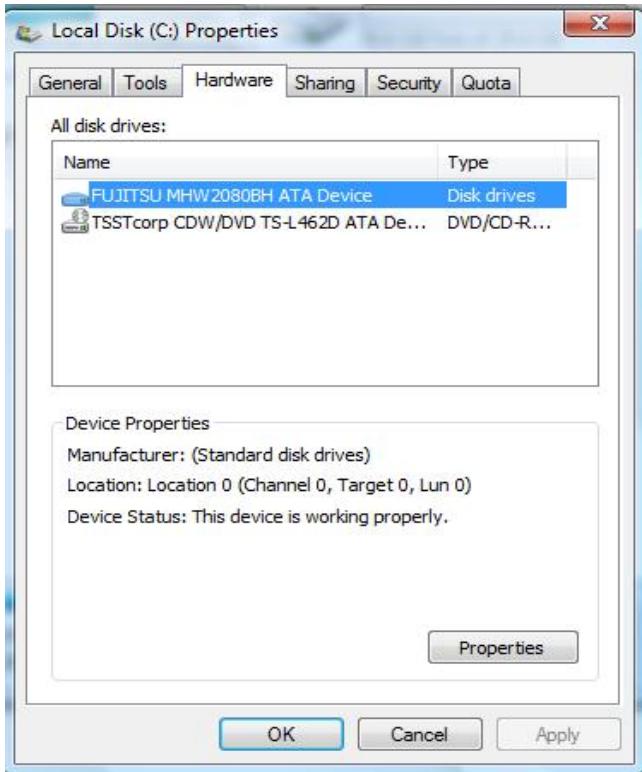 Local Disk (C:) Properties
General Tools Hardware Sharing Security Quota
All disk drives:
Name Type
FUJITSU MHW2080BH ATA Device Disk drives
TSSTcorp CDW/DVD TS-L462D ATA De... DVD/CD-R...
Device Properties
Manufacturer: (Standard disk drives)
Location: Location 0 (Channel 0, Target 0, Lun 0)
Device Status: This device is working properly.
Properties
OK Cancel Apply